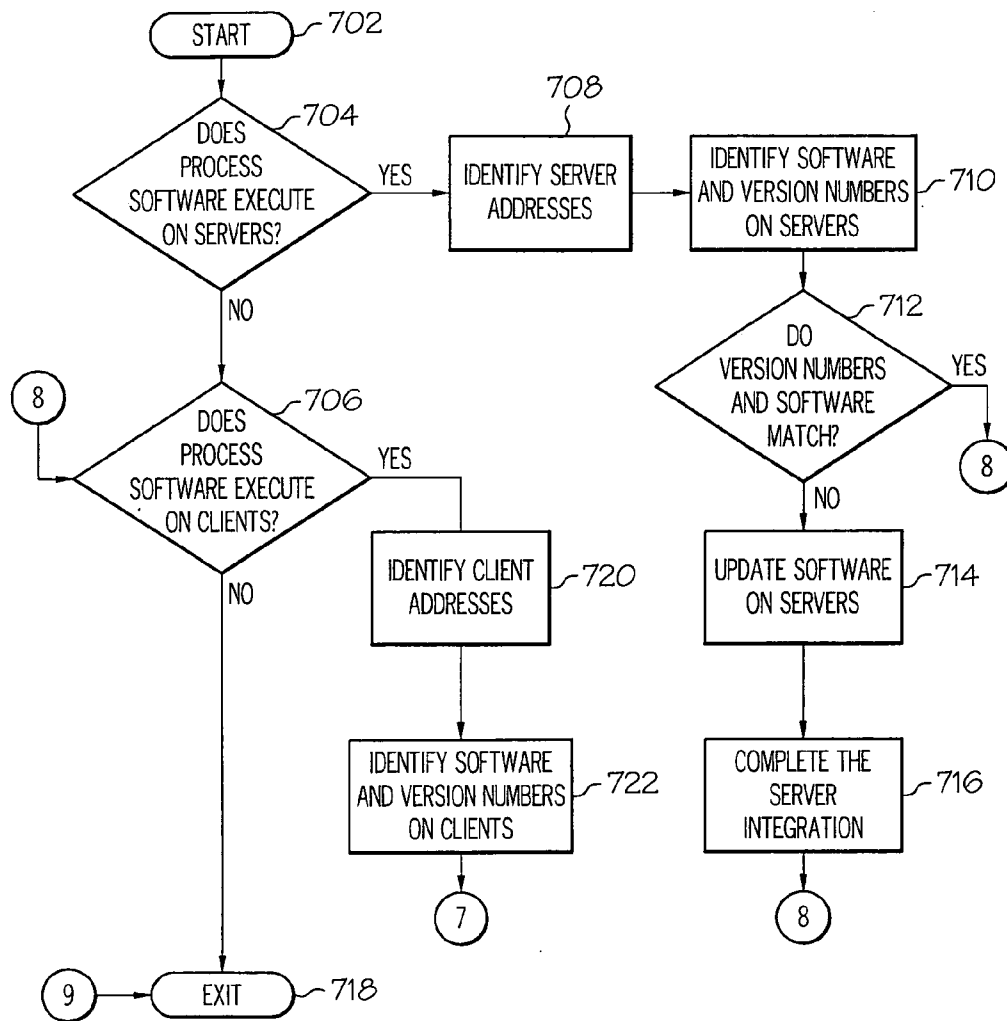 START
702
DOES
PROCESS
SOFTWARE EXECUTE
ON SERVERS?
704
YES
NO
IDENTIFY SERVER
ADDRESSES
708
IDENTIFY SOFTWARE
AND VERSION NUMBERS
ON SERVERS
710
DO
VERSION NUMBERS
AND SOFTWARE
MATCH?
712
YES
8
NO
UPDATE SOFTWARE
ON SERVERS
714
COMPLETE THE
SERVER
INTEGRATION
716
8
8
DOES
PROCESS
SOFTWARE EXECUTE
ON CLIENTS?
706
YES
NO
IDENTIFY CLIENT
ADDRESSES
720
IDENTIFY SOFTWARE
AND VERSION NUMBERS
ON CLIENTS
722
7
9
EXIT
718